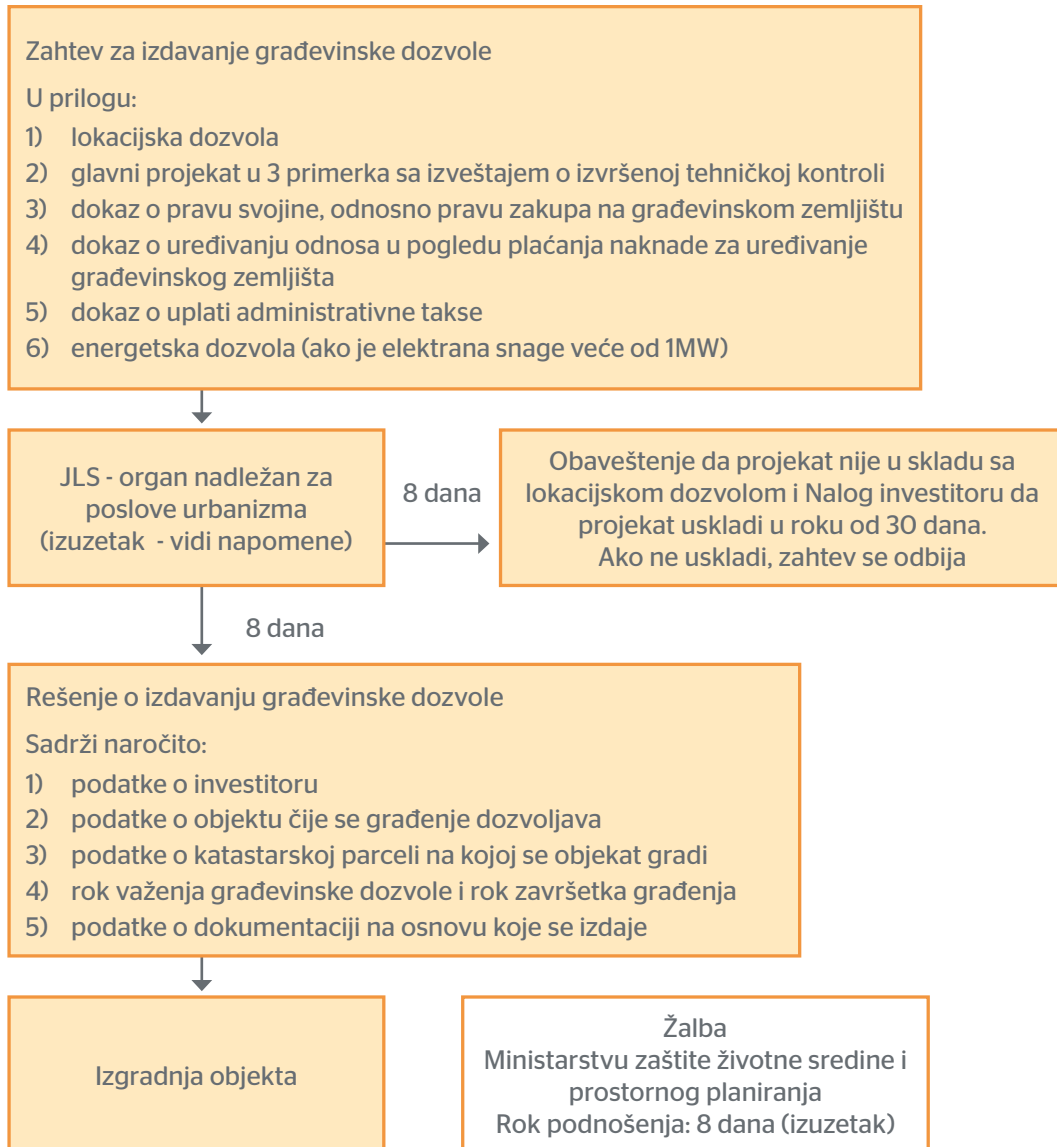 Zahtev za izdavanje građevinske dozvole
U prilogu:
1) lokacijska dozvola
2) glavni projekat u 3 primerka sa izveštajem o izvršenoj tehničkoj kontroli
3) dokaz o pravu svojine, odnosno pravu zakupa na građevinskom zemljištu
4) dokaz o uređivanju odnosa u pogledu plaćanja naknade za uređivanje
građevinskog zemljišta
5) dokaz o uplati administrativne takse
6) energetska dozvola (ako je elektrana snage veće od 1MW)
JLS - organ nadležan za
poslove urbanizma
(izuzetak - vidi napomene)
8 dana
Obaveštenje da projekat nije u skladu sa
lokacijskom dozvolom i Nalog investitoru da
projekat uskladi u roku od 30 dana.
Ako ne uskladi, zahtev se odbija
8 dana
Rešenje o izdavanju građevinske dozvole
Sadrži naročito:
1) podatke o investitoru
2) podatke o objektu čije se građenje dozvoljava
3) podatke o katastarskoj parceli na kojoj se objekat gradi
4) rok važenja građevinske dozvole i rok završetka građenja
5) podatke o dokumentaciji na osnovu koje se izdaje
Izgradnja objekta
Žalba
Ministarstvu zaštite životne sredine i
prostornog planiranja
Rok podnošenja: 8 dana (izuzetak)